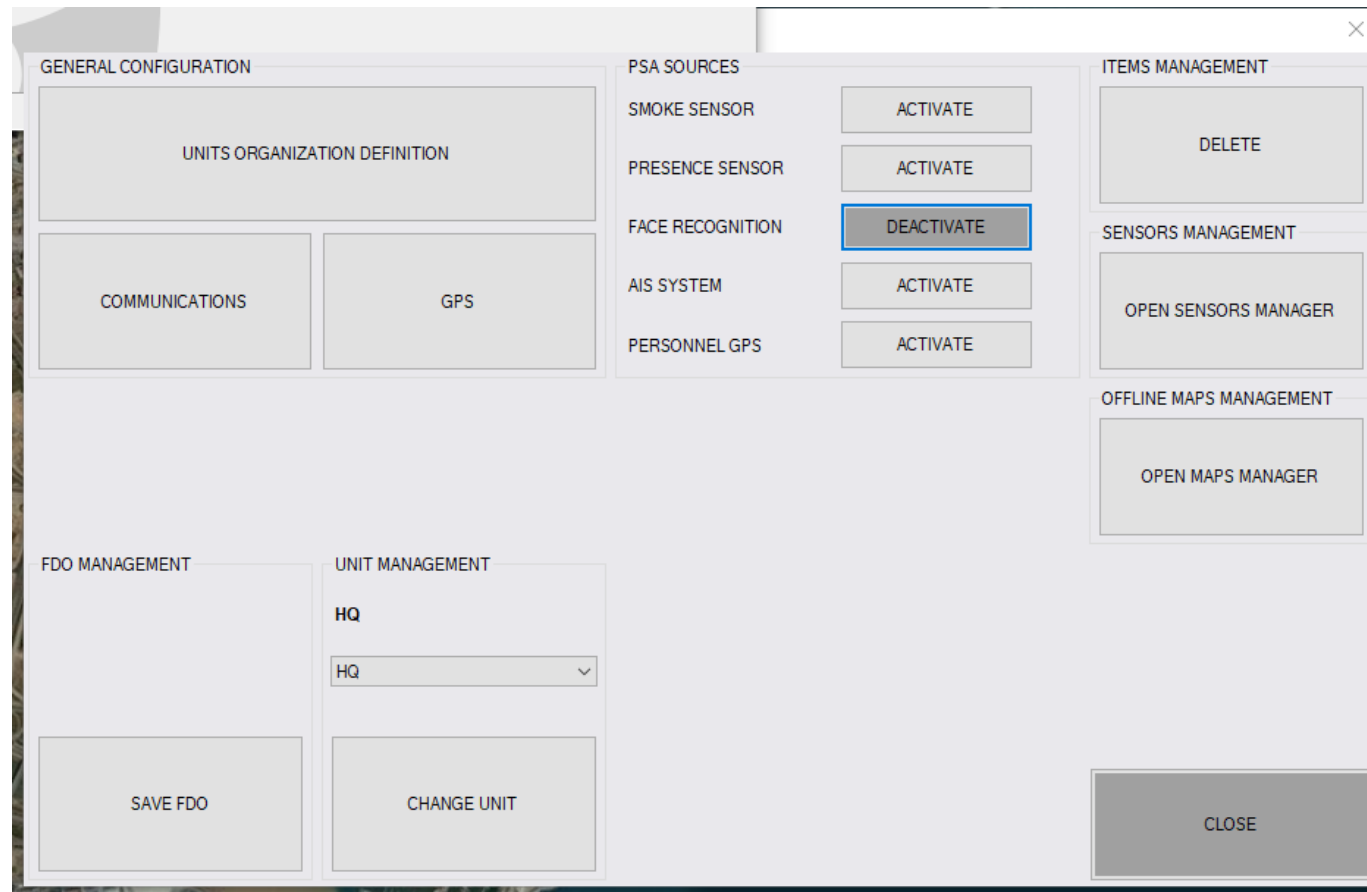 GENERAL CONFIGURATION
UNITS ORGANIZATION DEFINITION
COMMUNICATIONS
GPS
PSA SOURCES
SMOKE SENSOR
ACTIVATE
PRESENCE SENSOR
ACTIVATE
FACE RECOGNITION
DEACTIVATE
AIS SYSTEM
ACTIVATE
PERSONNEL GPS
ACTIVATE
ITEMS MANAGEMENT
DELETE
SENSORS MANAGEMENT
OPEN SENSORS MANAGER
OFFLINE MAPS MANAGEMENT
OPEN MAPS MANAGER
FDO MANAGEMENT
SAVE FDO
UNIT MANAGEMENT
HQ
HQ
CHANGE UNIT
CLOSE